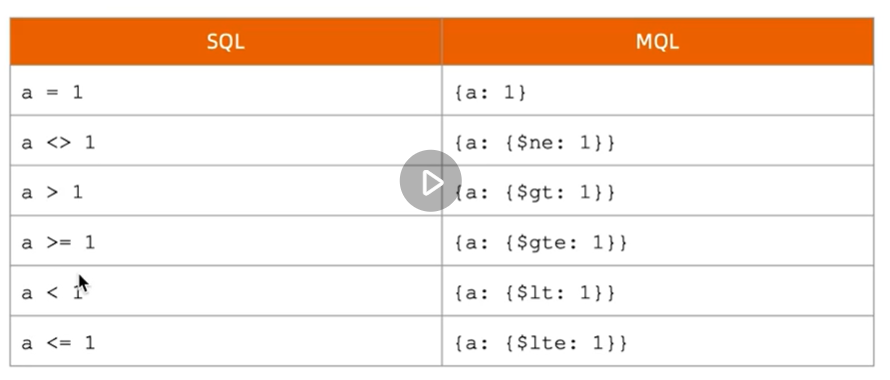 SQL MQL
a = 1 {a: 1}
a <> 1 {a: {$ne: 1}}
a > 1 {a: {$gt: 1}}
a >= 1 {a: {$gte: 1}}
a < 1 {a: {$lt: 1}}
a <= 1 {a: {$lte: 1}}